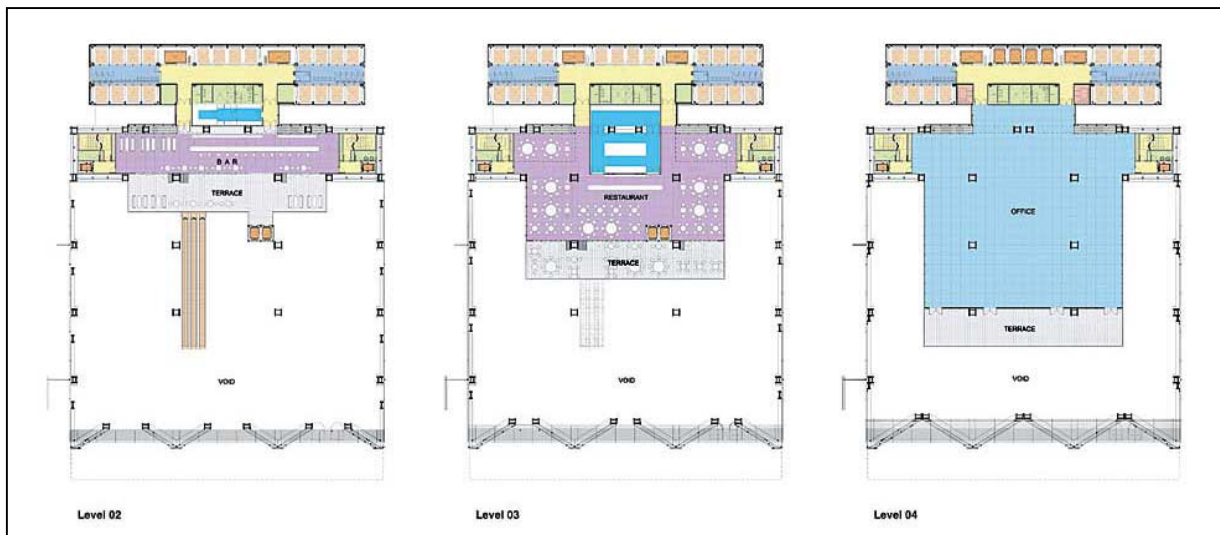 BAR
TERRACE
VOID
Level 02
RESTAURANT
TERRACE
VOID
Level 03
OFFICE
TERRACE
VOID
Level 04